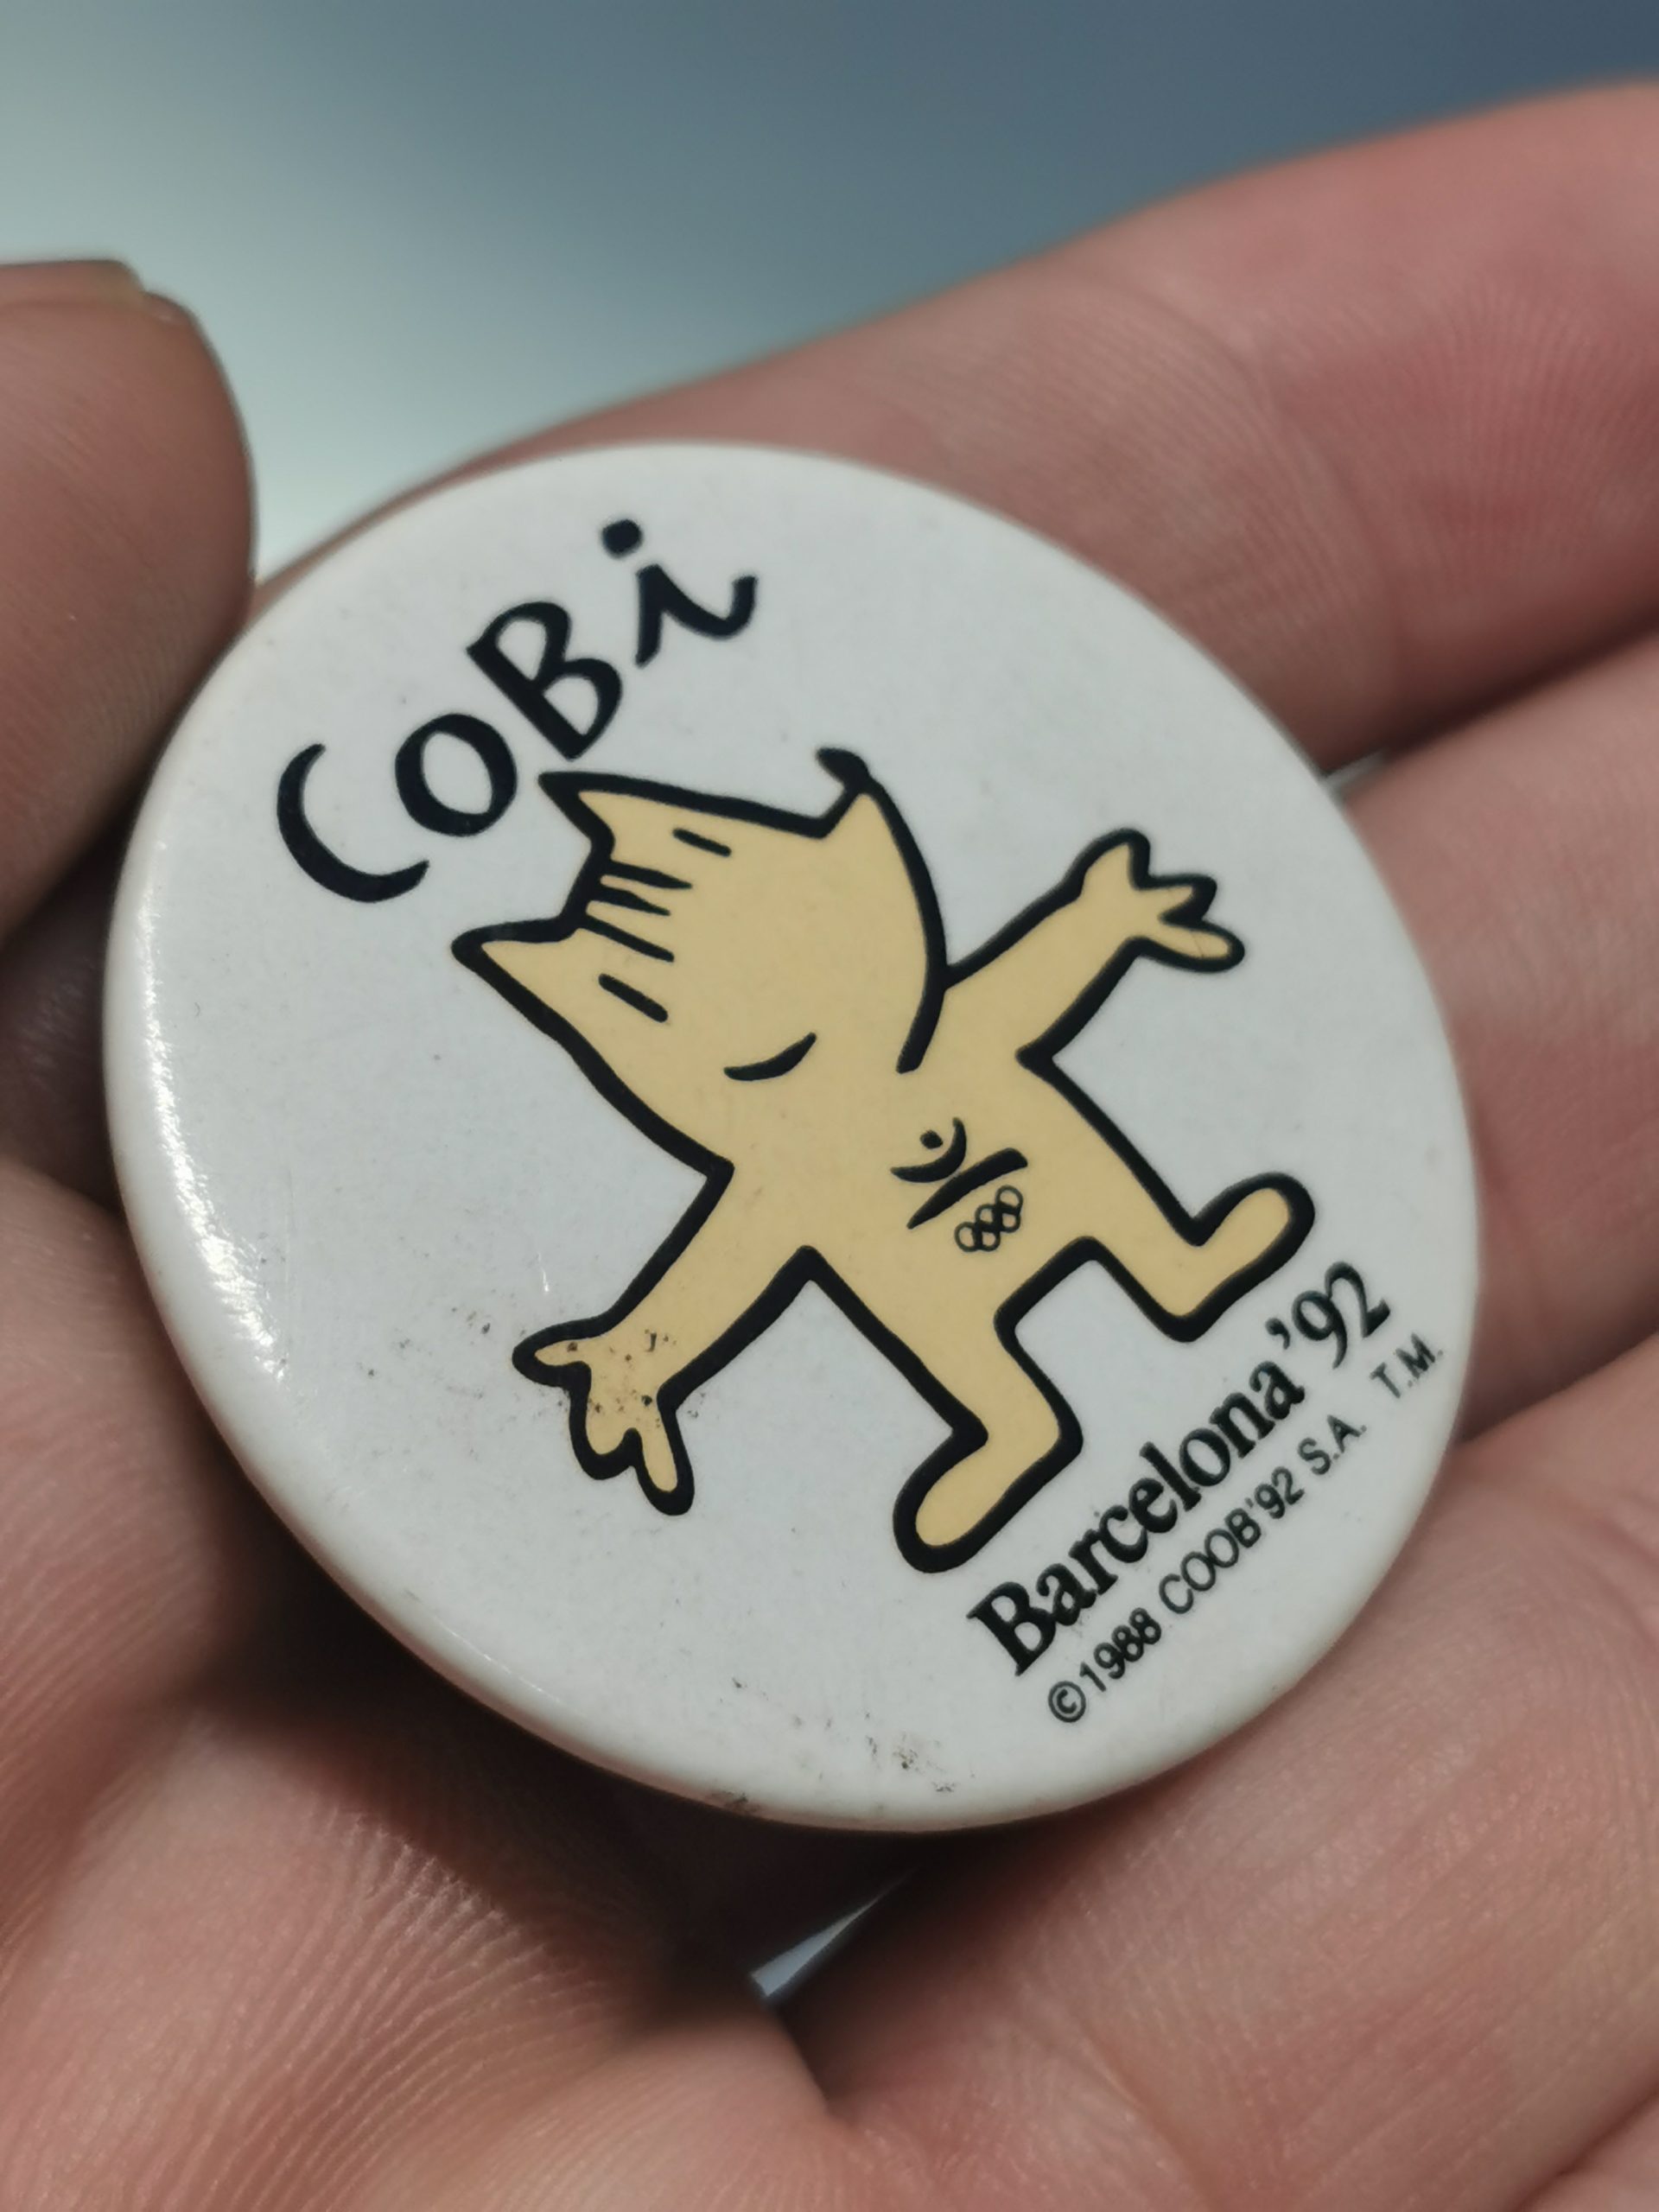 COBi
Barcelona'92
©1988 COOB'92 S.A. T.M.